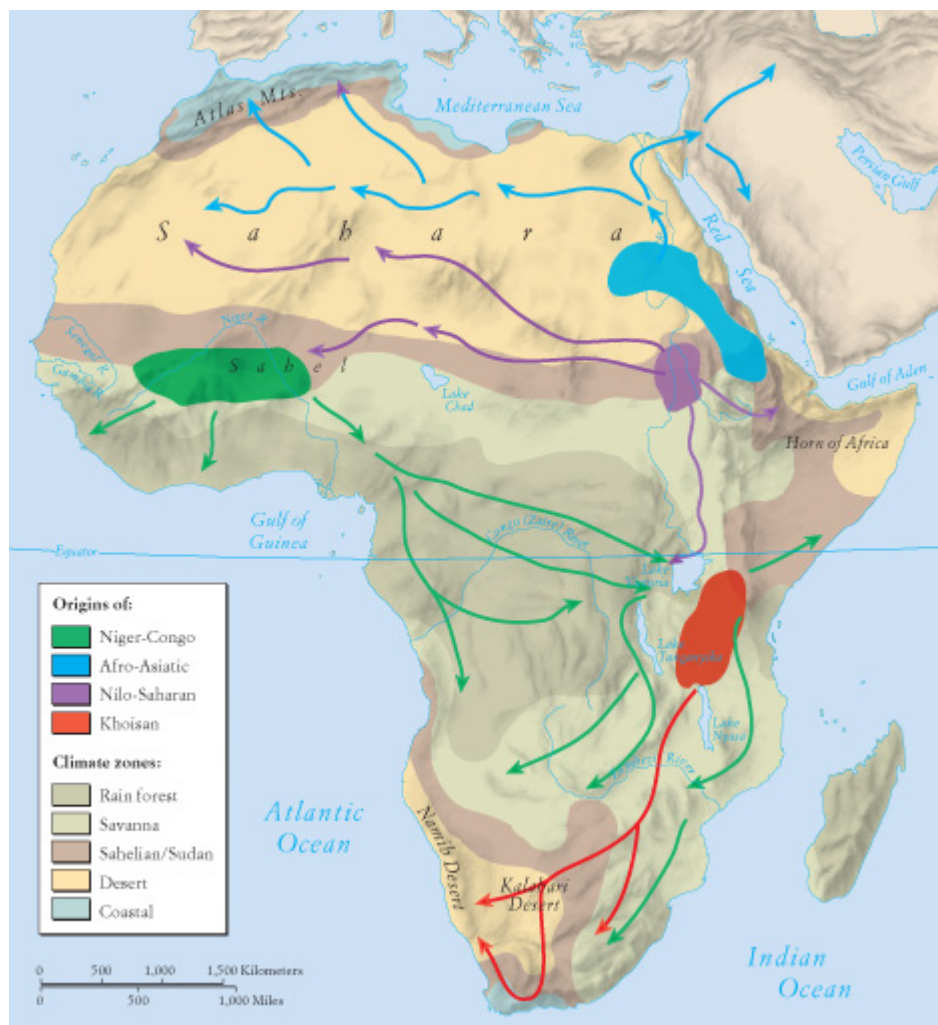 Atlas Mts.
Mediterranean Sea
Persian Gulf
Red
Sea
S a h a r a
Niger R.
Senegal R.
Gambia R.
S a h e l
Lake
Chad
Gulf of Aden
Horn of Africa
Gulf of
Guinea
Congo (Zaire) River
Equator
Lake
Victoria
Lake
Tanganyika
Lake
Nyasa
Zambezi River
Origins of:
Niger-Congo
Afro-Asiatic
Nilo-Saharan
Khoisan
Climate zones:
Rain forest
Savanna
Sahelian/Sudan
Desert
Coastal
Atlantic
Ocean
Namib Desert
Kalahari
Desert
Indian
Ocean
0 500 1,000 1,500 Kilometers
0 500 1,000 Miles